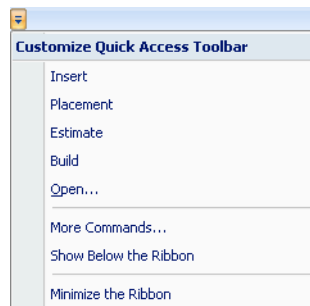 Customize Quick Access Toolbar
Insert
Placement
Estimate
Build
Open...
More Commands...
Show Below the Ribbon
Minimize the Ribbon